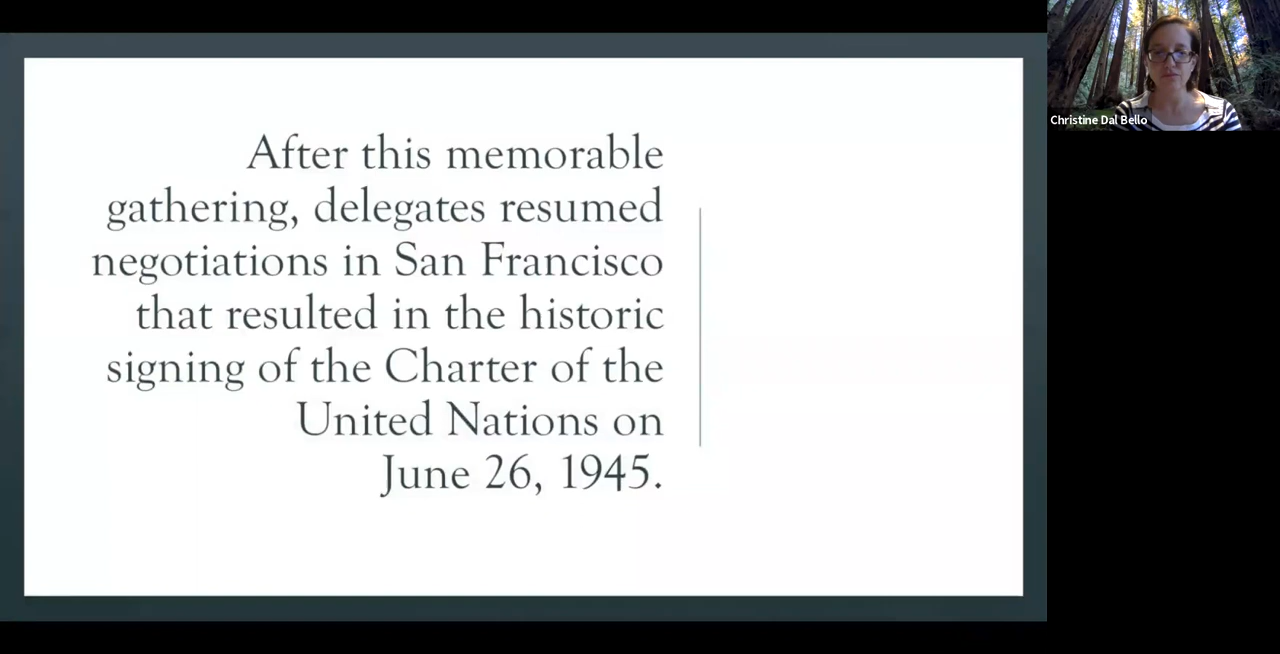 After this memorable
gathering, delegates resumed
negotiations in San Francisco
that resulted in the historic
signing of the Charter of the
United Nations on
June 26, 1945.
Christine Dal Bello